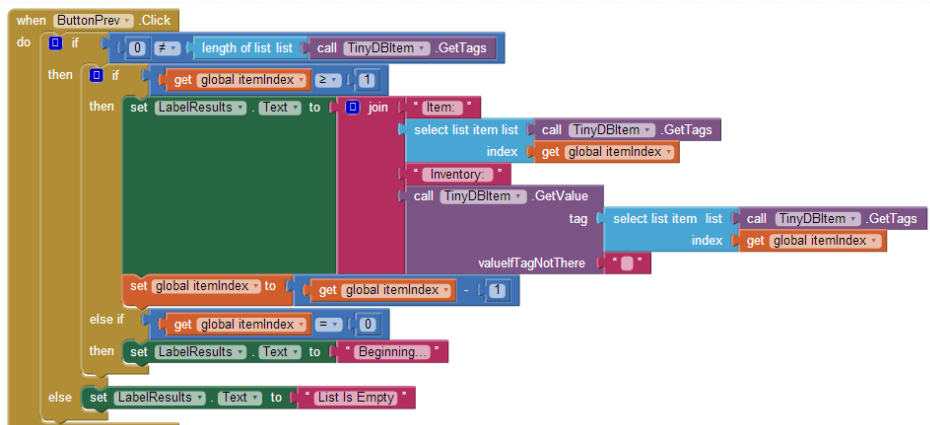 when ButtonPrev .Click
do if 0 ≠ length of list list call TinyDBItem .GetTags
then if get global itemIndex ≥ 1
then set LabelResults . Text to join " Item: "
select list item list call TinyDBItem .GetTags
index get global itemIndex
" Inventory: "
call TinyDBItem .GetValue
tag select list item list call TinyDBItem .GetTags
index get global itemIndex
valueIfTagNotThere " "
set global itemIndex to get global itemIndex - 1
else if get global itemIndex = 0
then set LabelResults . Text to " Beginning... "
else set LabelResults . Text to " List Is Empty "